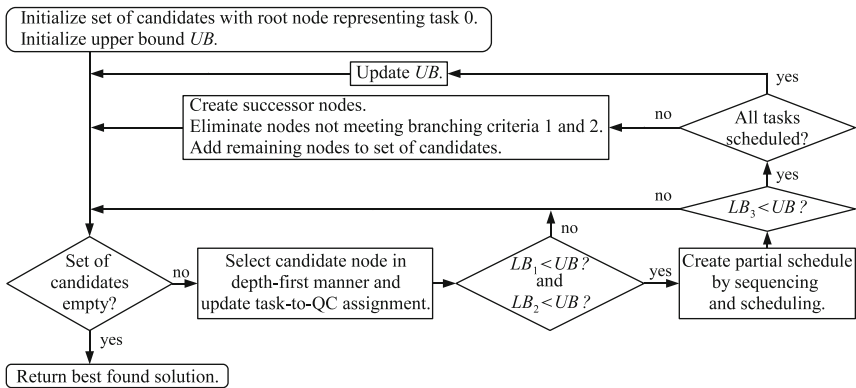 Initialize set of candidates with root node representing task 0.
Initialize upper bound UB.
Update UB.
yes
Create successor nodes.
Eliminate nodes not meeting branching criteria 1 and 2.
Add remaining nodes to set of candidates.
no
All tasks
scheduled?
yes
no
LB₃ < UB ?
Set of
candidates
empty?
no
Select candidate node in
depth-first manner and
update task-to-QC assignment.
no
LB₁ < UB?
and
LB₂ < UB?
yes
Create partial schedule
by sequencing
and scheduling.
yes
Return best found solution.